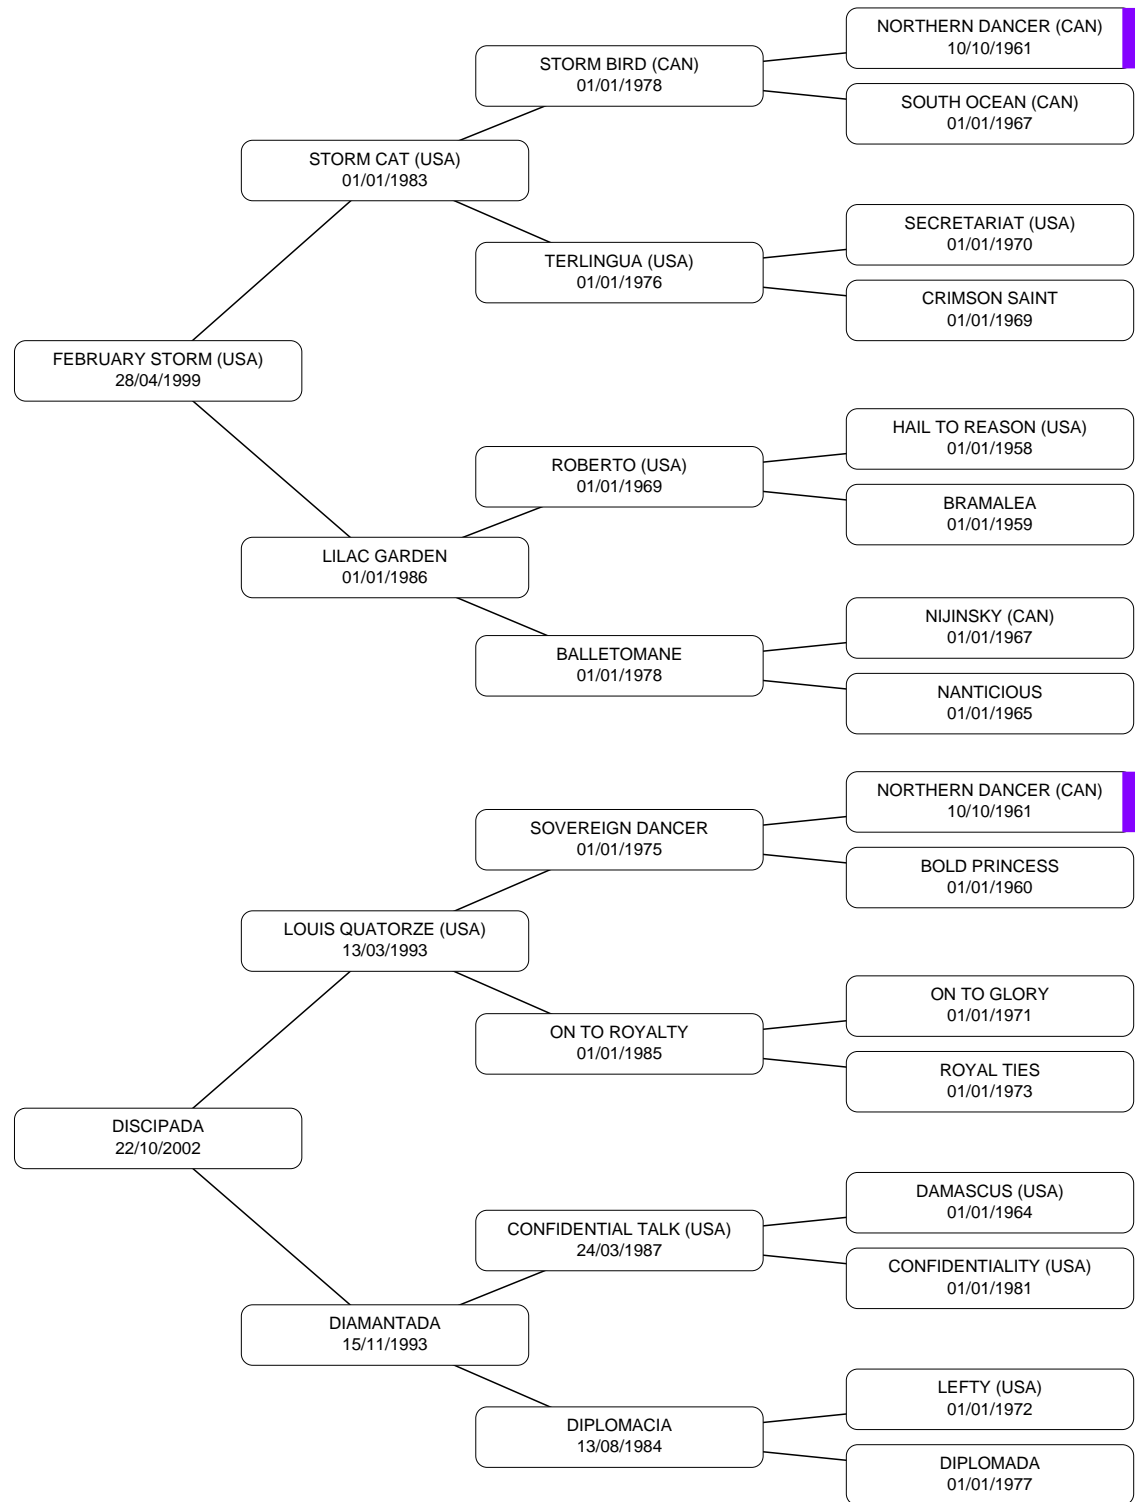 NORTHERN DANCER (CAN)
10/10/1961
STORM BIRD (CAN)
01/01/1978
SOUTH OCEAN (CAN)
01/01/1967
STORM CAT (USA)
01/01/1983
SECRETARIAT (USA)
01/01/1970
TERLINGUA (USA)
01/01/1976
CRIMSON SAINT
01/01/1969
FEBRUARY STORM (USA)
28/04/1999
HAIL TO REASON (USA)
01/01/1958
ROBERTO (USA)
01/01/1969
BRAMALEA
01/01/1959
LILAC GARDEN
01/01/1986
NIJINSKY (CAN)
01/01/1967
BALLETOMANE
01/01/1978
NANTICIOUS
01/01/1965
NORTHERN DANCER (CAN)
10/10/1961
SOVEREIGN DANCER
01/01/1975
BOLD PRINCESS
01/01/1960
LOUIS QUATORZE (USA)
13/03/1993
ON TO GLORY
01/01/1971
ON TO ROYALTY
01/01/1985
ROYAL TIES
01/01/1973
DISCIPADA
22/10/2002
DAMASCUS (USA)
01/01/1964
CONFIDENTIAL TALK (USA)
24/03/1987
CONFIDENTIALITY (USA)
01/01/1981
DIAMANTADA
15/11/1993
LEFTY (USA)
01/01/1972
DIPLOMACIA
13/08/1984
DIPLOMADA
01/01/1977